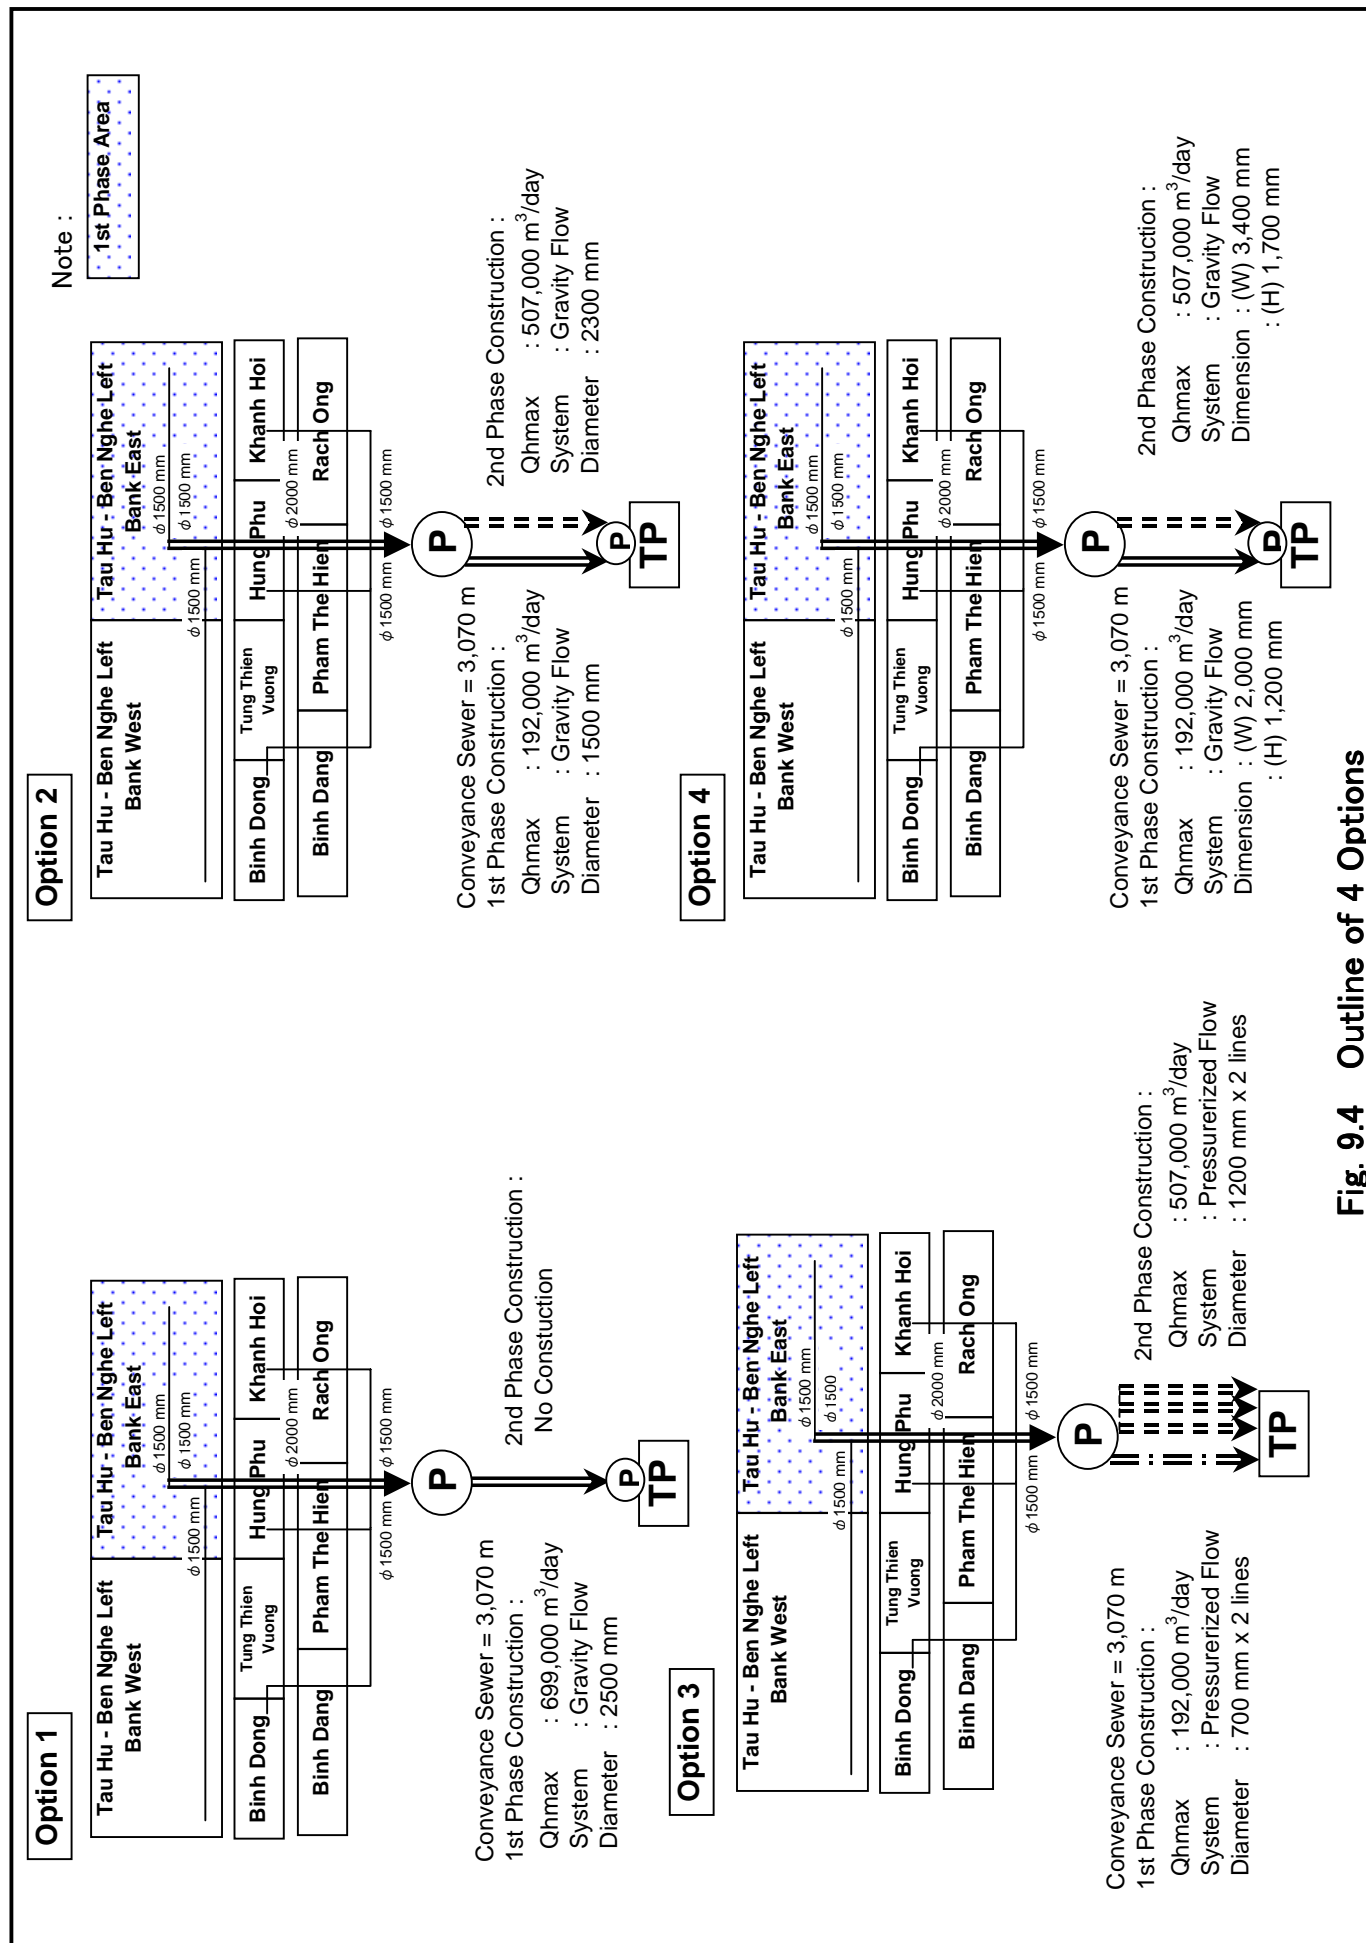 Note :
1st Phase Area
Option 1
Tau Hu - Ben Nghe Left
Bank West
Tau Hu - Ben Nghe Left
Bank East
ϕ1500 mm
ϕ1500 mm
ϕ1500 mm
Binh Dong
Tung Thien
Vuong
Hung Phu
Khanh Hoi
ϕ2000 mm
Binh Dang
Pham The Hien
Rach Ong
ϕ1500 mm
ϕ1500 mm
P
Conveyance Sewer = 3,070 m
1st Phase Construction :
Qhmax : 699,000 m³/day
System : Gravity Flow
Diameter : 2500 mm
2nd Phase Construction :
No Constuction
P
TP
Option 2
Tau Hu - Ben Nghe Left
Bank West
Tau Hu - Ben Nghe Left
Bank East
ϕ1500 mm
ϕ1500 mm
ϕ1500 mm
Binh Dong
Tung Thien
Vuong
Hung Phu
Khanh Hoi
ϕ2000 mm
Binh Dang
Pham The Hien
Rach Ong
ϕ1500 mm
ϕ1500 mm
P
Conveyance Sewer = 3,070 m
1st Phase Construction :
Qhmax : 192,000 m³/day
System : Gravity Flow
Diameter : 1500 mm
2nd Phase Construction :
Qhmax : 507,000 m³/day
System : Gravity Flow
Diameter : 2300 mm
P
TP
Option 3
Tau Hu - Ben Nghe Left
Bank West
Tau Hu - Ben Nghe Left
Bank East
ϕ1500 mm
ϕ1500
ϕ1500 mm
Binh Dong
Tung Thien
Vuong
Hung Phu
Khanh Hoi
ϕ2000 mm
Binh Dang
Pham The Hien
Rach Ong
ϕ1500 mm
ϕ1500 mm
P
Conveyance Sewer = 3,070 m
1st Phase Construction :
Qhmax : 192,000 m³/day
System : Pressurerized Flow
Diameter : 700 mm x 2 lines
2nd Phase Construction :
Qhmax : 507,000 m³/day
System : Pressurerized Flow
Diameter : 1200 mm x 2 lines
TP
Option 4
Tau Hu - Ben Nghe Left
Bank West
Tau Hu - Ben Nghe Left
Bank East
ϕ1500 mm
ϕ1500 mm
ϕ1500 mm
Binh Dong
Tung Thien
Vuong
Hung Phu
Khanh Hoi
ϕ2000 mm
Binh Dang
Pham The Hien
Rach Ong
ϕ1500 mm
ϕ1500 mm
P
Conveyance Sewer = 3,070 m
1st Phase Construction :
Qhmax : 192,000 m³/day
System : Gravity Flow
Dimension : (W) 2,000 mm
: (H) 1,200 mm
2nd Phase Construction :
Qhmax : 507,000 m³/day
System : Gravity Flow
Dimension : (W) 3,400 mm
: (H) 1,700 mm
P
TP
Fig. 9.4 Outline of 4 Options